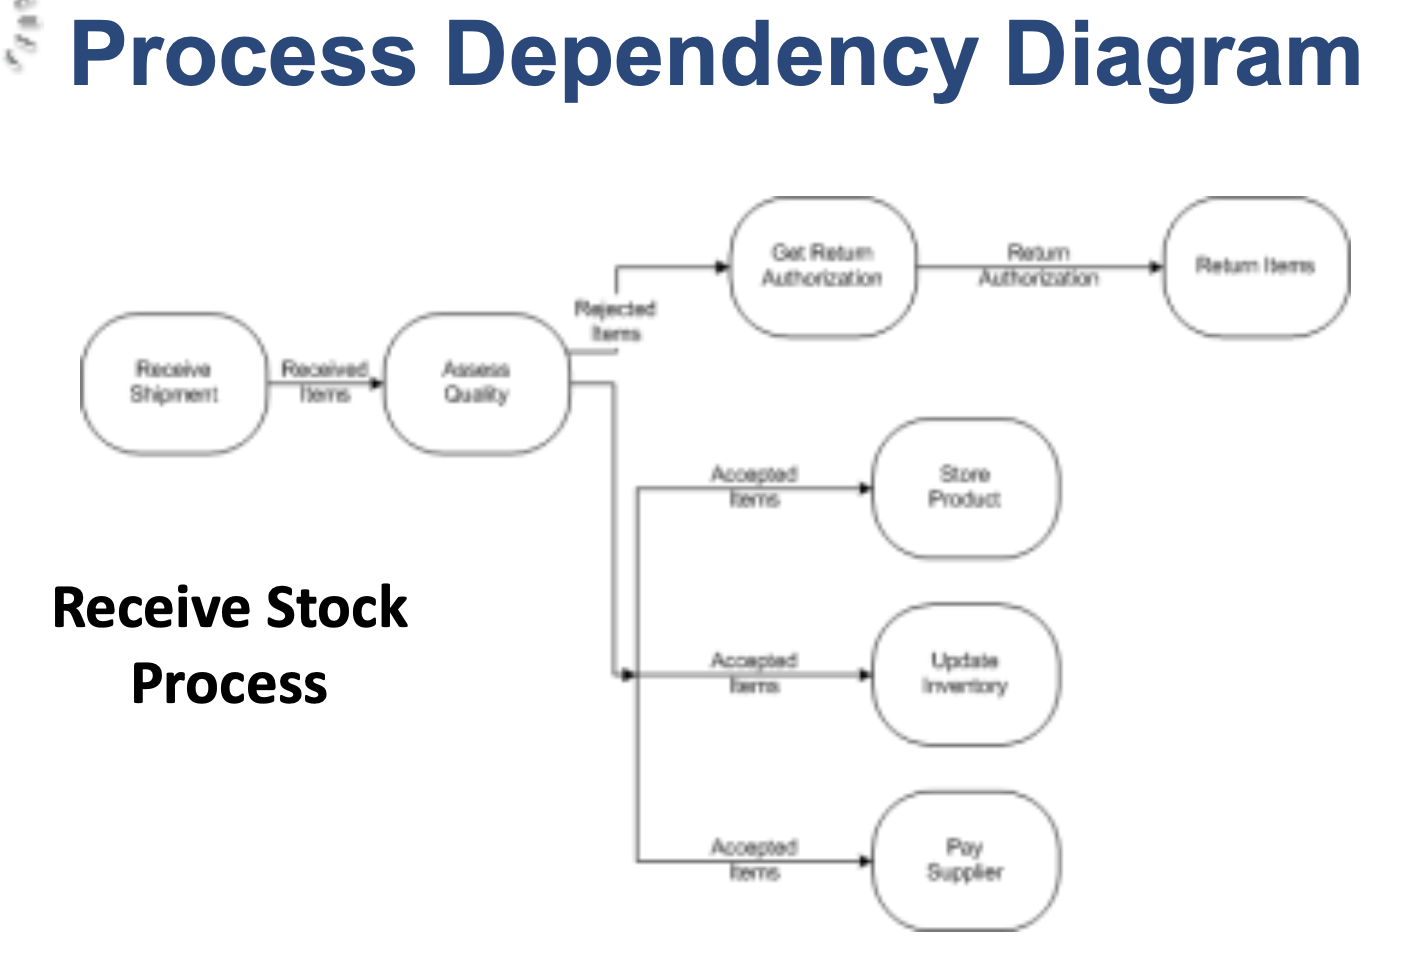 Process Dependency Diagram
Get Return
Authorization
Return
Authorization
Return Items
Rejected
Items
Receive
Shipment
Received
Items
Assess
Quality
Accepted
Items
Store
Product
Receive Stock
Process
Accepted
Items
Update
Inventory
Accepted
Items
Pay
Supplier